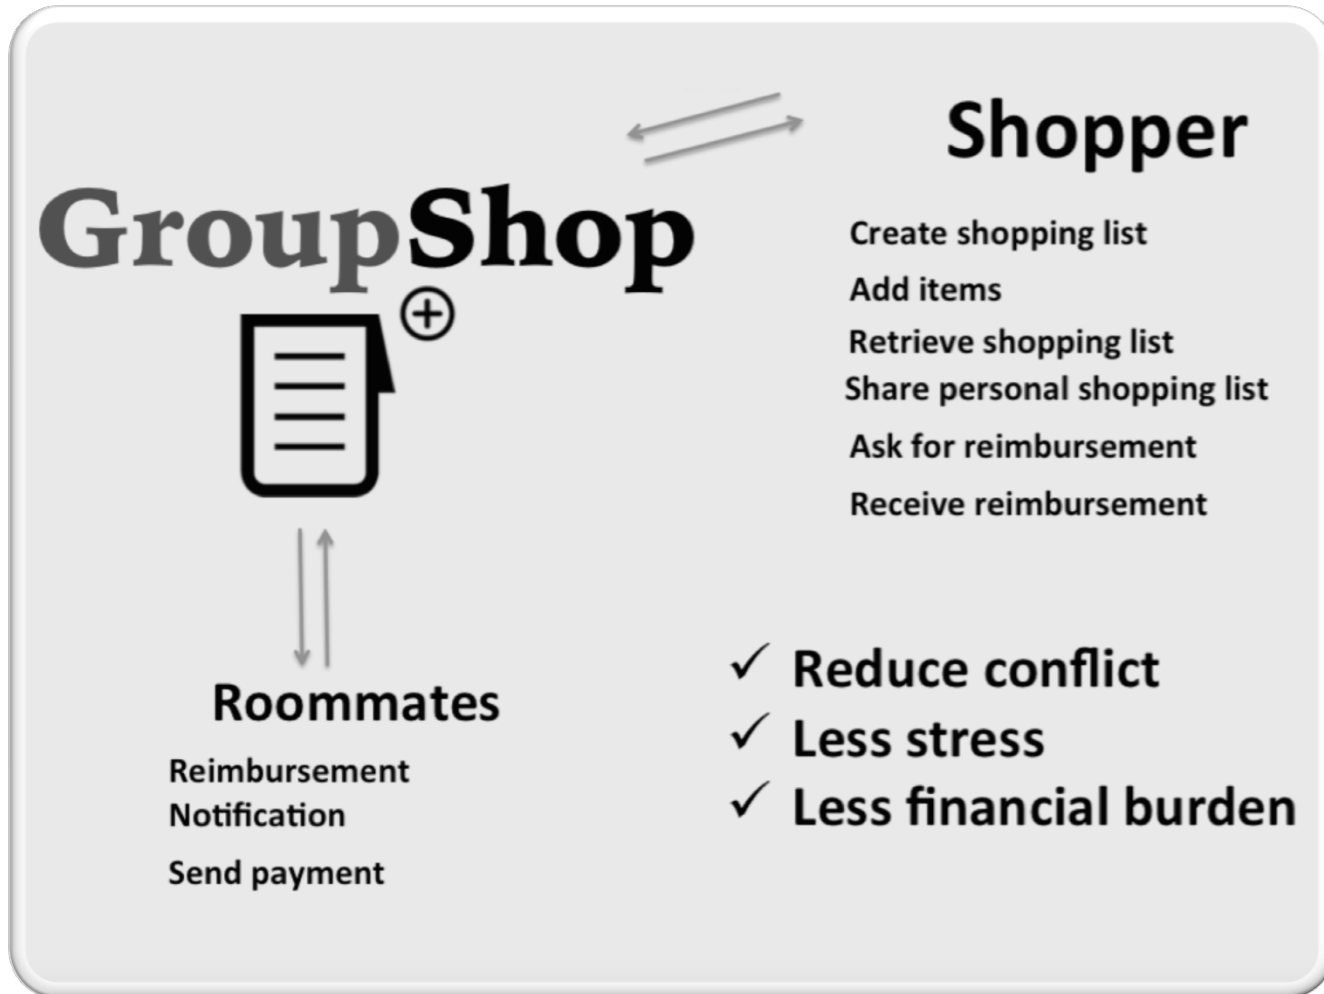 GroupShop
Shopper
Create shopping list
Add items
Retrieve shopping list
Share personal shopping list
Ask for reimbursement
Receive reimbursement
Roommates
Reimbursement
Notification
Send payment
✓ Reduce conflict
✓ Less stress
✓ Less financial burden